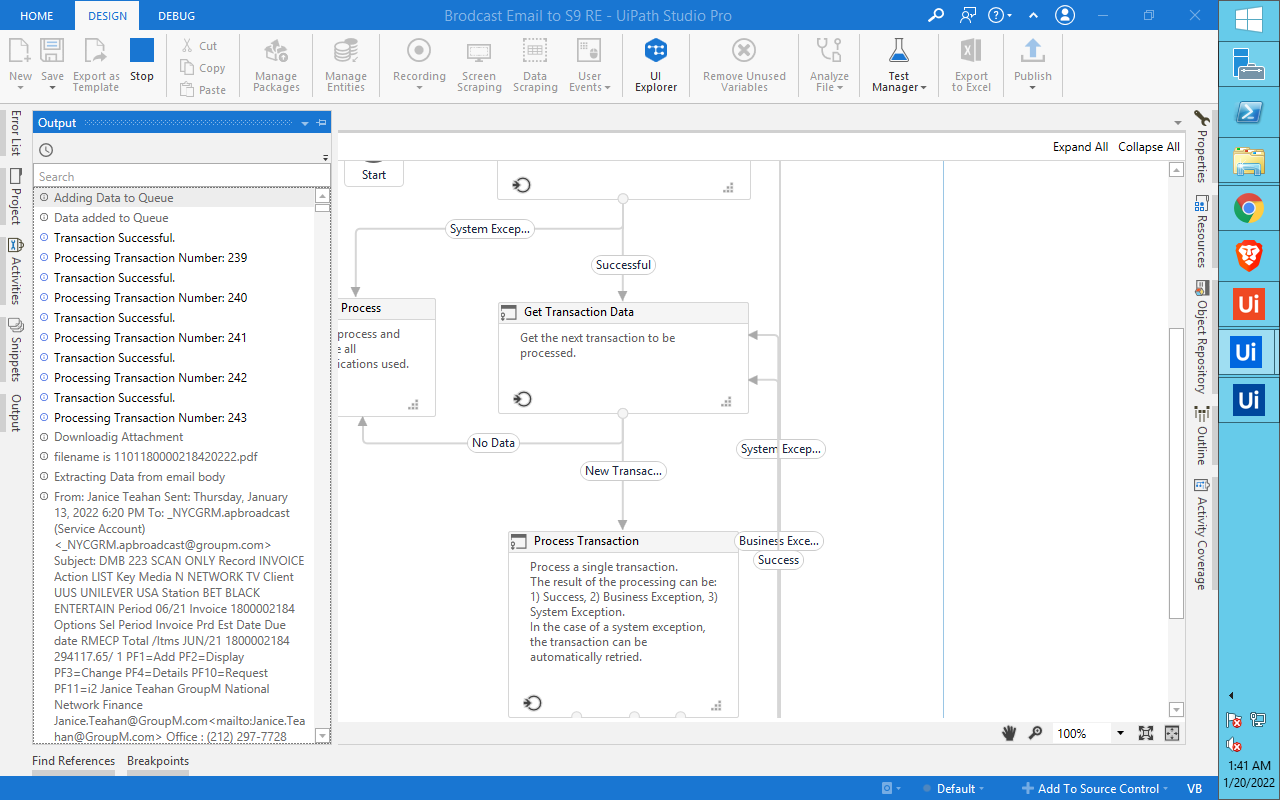 HOME
DESIGN
DEBUG
Brodcast Email to S9 RE - UiPath Studio Pro
New
Save
Export as
Template
Stop
Cut
Copy
Paste
Manage
Packages
Manage
Entities
Recording
Screen
Scraping
Data
Scraping
User
Events
UI
Explorer
Remove Unused
Variables
Analyze
File
Test
Manager
Export
to Excel
Publish
Error List
Project
Activities
Snippets
Output
Output
Search
Adding Data to Queue
Data added to Queue
Transaction Successful.
Processing Transaction Number: 239
Transaction Successful.
Processing Transaction Number: 240
Transaction Successful.
Processing Transaction Number: 241
Transaction Successful.
Processing Transaction Number: 242
Transaction Successful.
Processing Transaction Number: 243
Downloadig Attachment
filename is 1101180000218420222.pdf
Extracting Data from email body
From: Janice Teahan Sent: Thursday, January
13, 2022 6:20 PM To: _NYCGRM.apbroadcast
(Service Account)
<_NYCGRM.apbroadcast@groupm.com>
Subject: DMB 223 SCAN ONLY Record INVOICE
Action LIST Key Media N NETWORK TV Client
UUS UNILEVER USA Station BET BLACK
ENTERTAIN Period 06/21 Invoice 1800002184
Options Sel Period Invoice Prd Est Date Due
date RMECP Total /Itms JUN/21 1800002184
294117.65/ 1 PF1=Add PF2=Display
PF3=Change PF4=Details PF10=Request
PF11=i2 Janice Teahan GroupM National
Network Finance
Janice.Teahan@GroupM.com<mailto:Janice.Tea
han@GroupM.com> Office : (212) 297-7728
Find References
Breakpoints
Expand All
Collapse All
Start
System Excep...
Successful
Process
process and
e all
ications used.
Get Transaction Data
Get the next transaction to be
processed.
No Data
System Excep...
New Transac...
Process Transaction
Business Exce...
Success
Process a single transaction.
The result of the processing can be:
1) Success, 2) Business Exception, 3)
System Exception.
In the case of a system exception,
the transaction can be
automatically retried.
100%
Properties
Resources
Object Repository
Outline
Activity Coverage
Default
Add To Source Control
VB
Ui
Ui
Ui
1:41 AM
1/20/2022